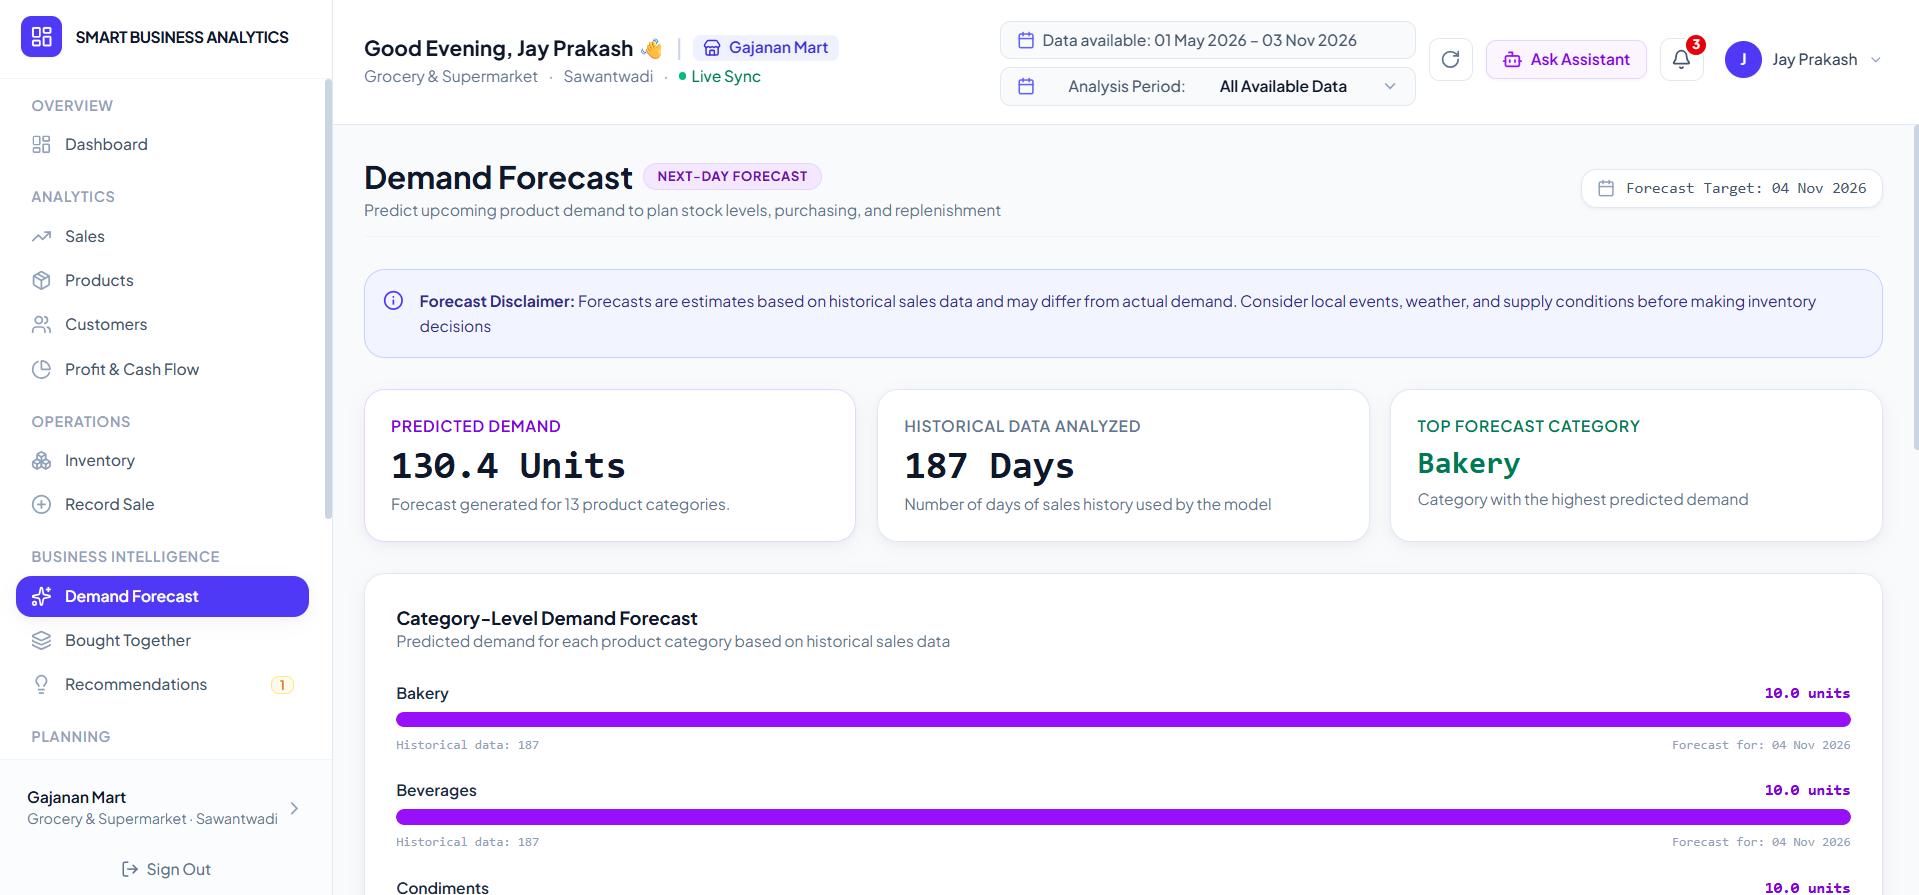 SMART BUSINESS ANALYTICS
OVERVIEW
Dashboard
ANALYTICS
Sales
Products
Customers
Profit & Cash Flow
OPERATIONS
Inventory
Record Sale
BUSINESS INTELLIGENCE
Demand Forecast
Bought Together
Recommendations 1
PLANNING
Gajanan Mart
Grocery & Supermarket · Sawantwadi
Sign Out
Good Evening, Jay Prakash 👋 | Gajanan Mart
Grocery & Supermarket · Sawantwadi · Live Sync
Data available: 01 May 2026 – 03 Nov 2026
Analysis Period: All Available Data
Ask Assistant
3
J Jay Prakash
Demand Forecast NEXT-DAY FORECAST
Predict upcoming product demand to plan stock levels, purchasing, and replenishment
Forecast Target: 04 Nov 2026
Forecast Disclaimer: Forecasts are estimates based on historical sales data and may differ from actual demand. Consider local events, weather, and supply conditions before making inventory
decisions
PREDICTED DEMAND
130.4 Units
Forecast generated for 13 product categories.
HISTORICAL DATA ANALYZED
187 Days
Number of days of sales history used by the model
TOP FORECAST CATEGORY
Bakery
Category with the highest predicted demand
Category-Level Demand Forecast
Predicted demand for each product category based on historical sales data
Bakery 10.0 units
Historical data: 187 Forecast for: 04 Nov 2026
Beverages 10.0 units
Historical data: 187 Forecast for: 04 Nov 2026
Condiments 10.0 units